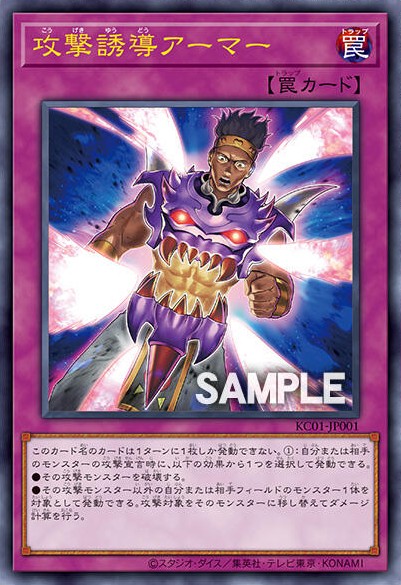 攻撃誘導アーマー
罠
【罠カード】
SAMPLE
KC01-JP001
このカード名のカードは1ターンに1枚しか発動できない。①:自分または相手
のモンスターの攻撃宣言時に、以下の効果から1つを選択して発動できる。
●その攻撃モンスターを破壊する。
●その攻撃モンスター以外の自分または相手フィールドのモンスター1体を
対象として発動できる。攻撃対象をそのモンスターに移し替えてダメージ
計算を行う。
©スタジオ・ダイス/集英社・テレビ東京・KONAMI